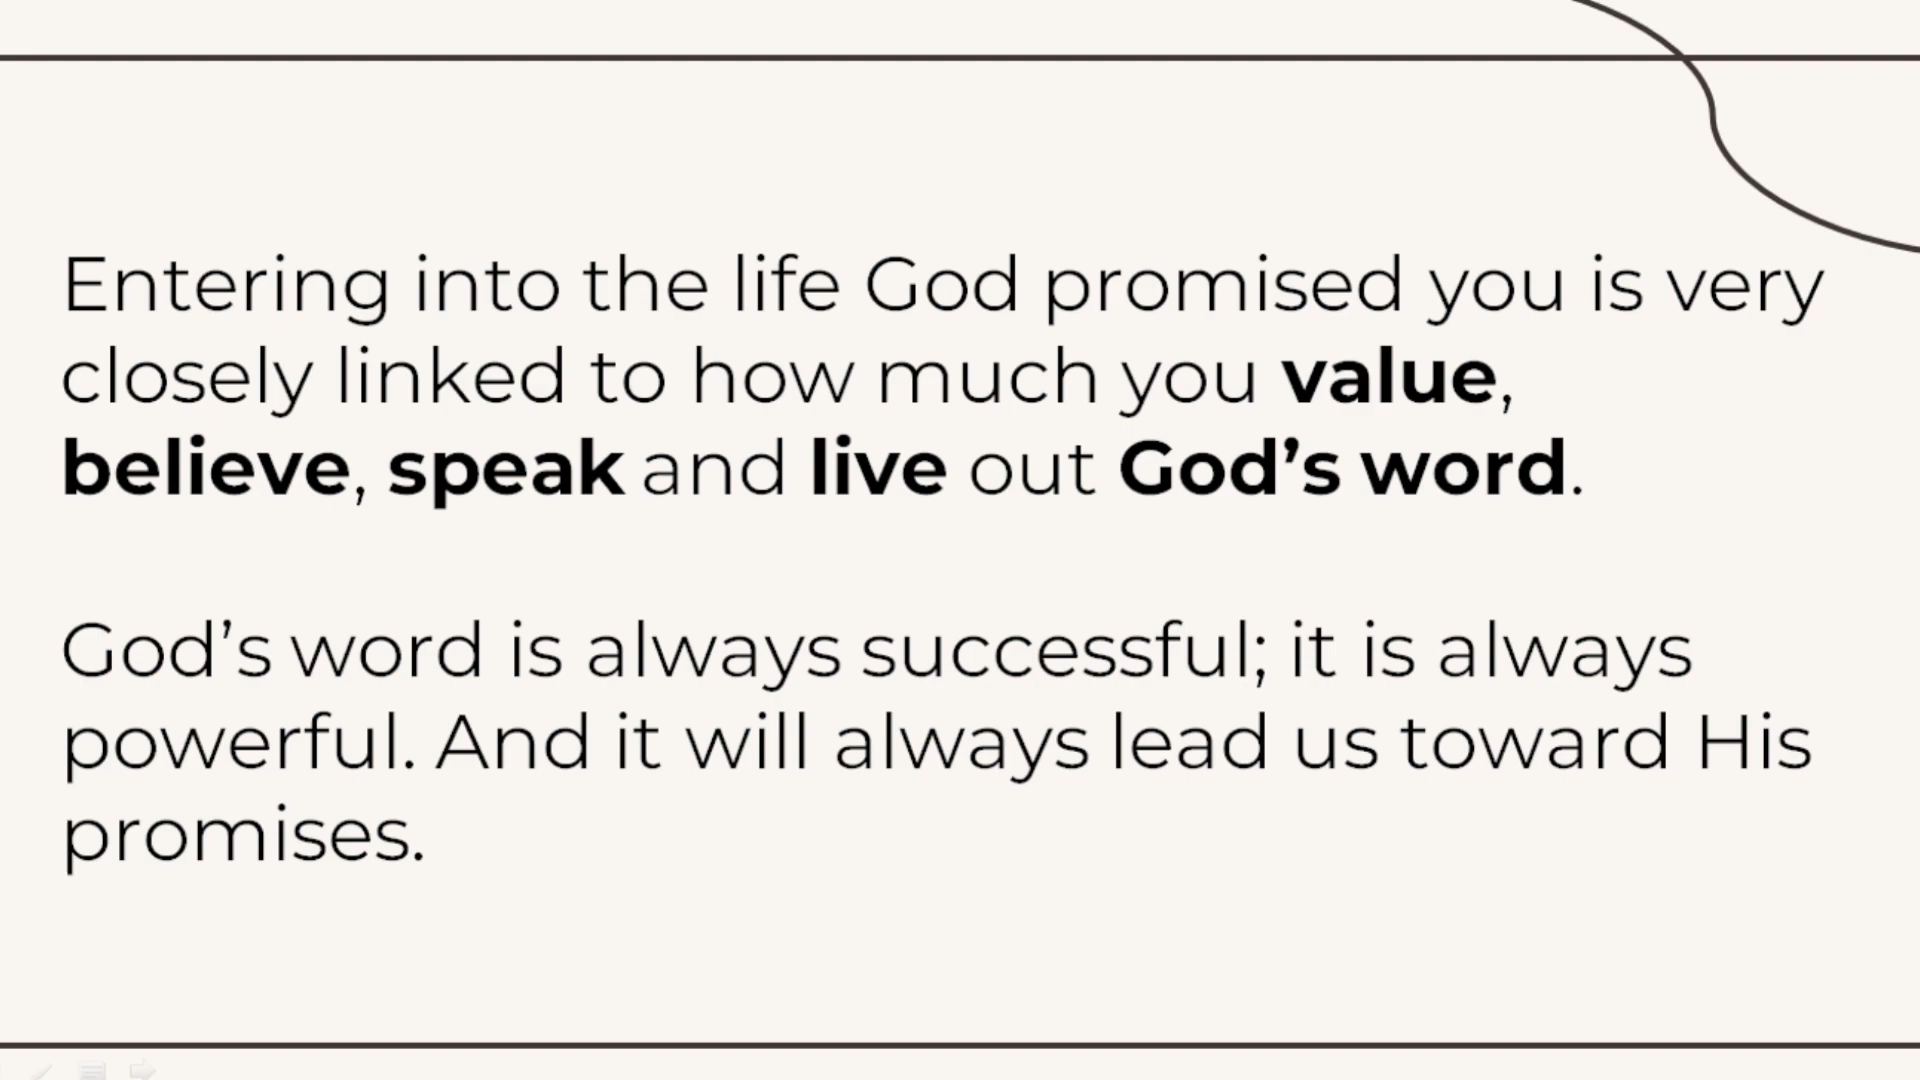 Entering into the life God promised you is very
closely linked to how much you value,
believe, speak and live out God’s word.
God’s word is always successful; it is always
powerful. And it will always lead us toward His
promises.